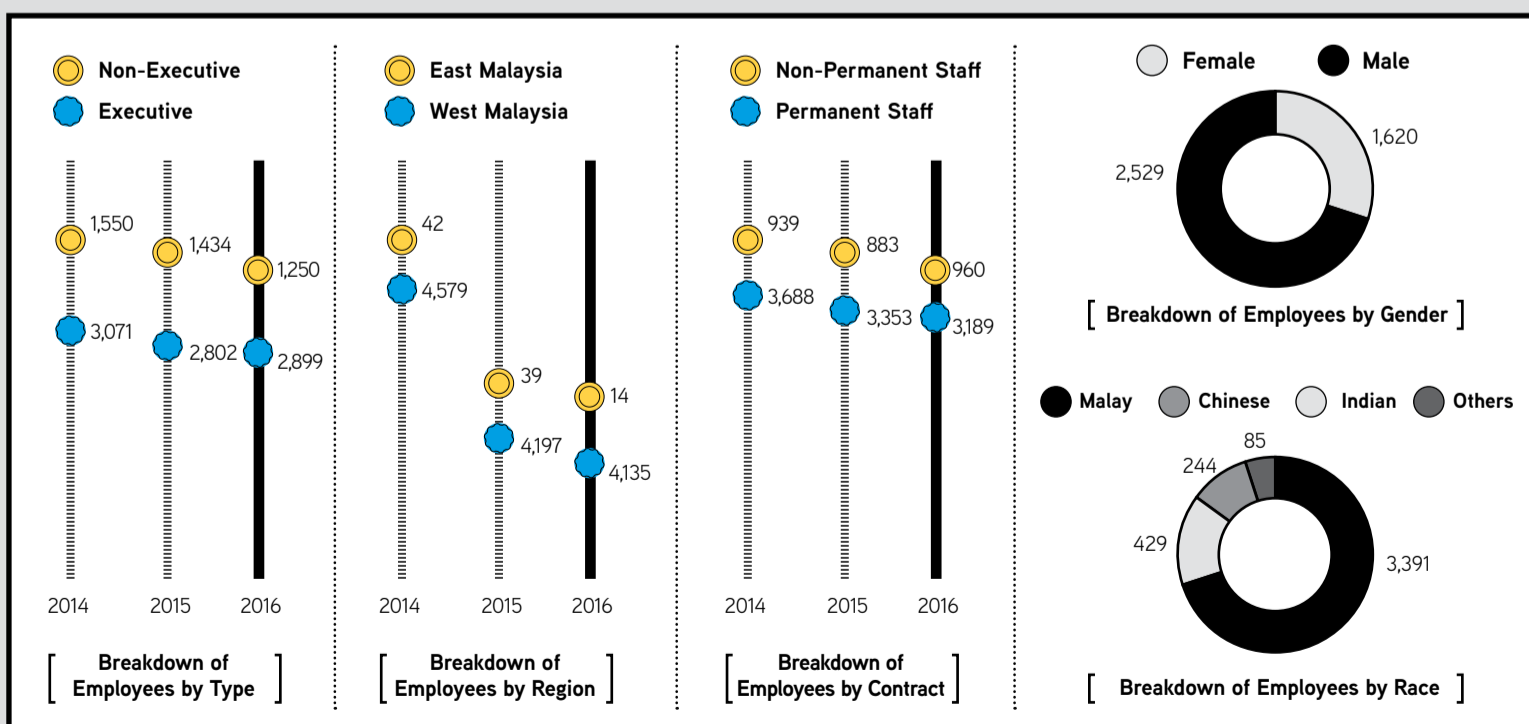 Non-Executive
Executive
1,550
3,071
1,434
2,802
1,250
2,899
2014 2015 2016
[ Breakdown of
Employees by Type ]
East Malaysia
West Malaysia
42
4,579
39
4,197
14
4,135
2014 2015 2016
[ Breakdown of
Employees by Region ]
Non-Permanent Staff
Permanent Staff
939
3,688
883
3,353
960
3,189
2014 2015 2016
[ Breakdown of
Employees by Contract ]
Female Male
1,620
2,529
[ Breakdown of Employees by Gender ]
Malay Chinese Indian Others
85
244
429
3,391
[ Breakdown of Employees by Race ]